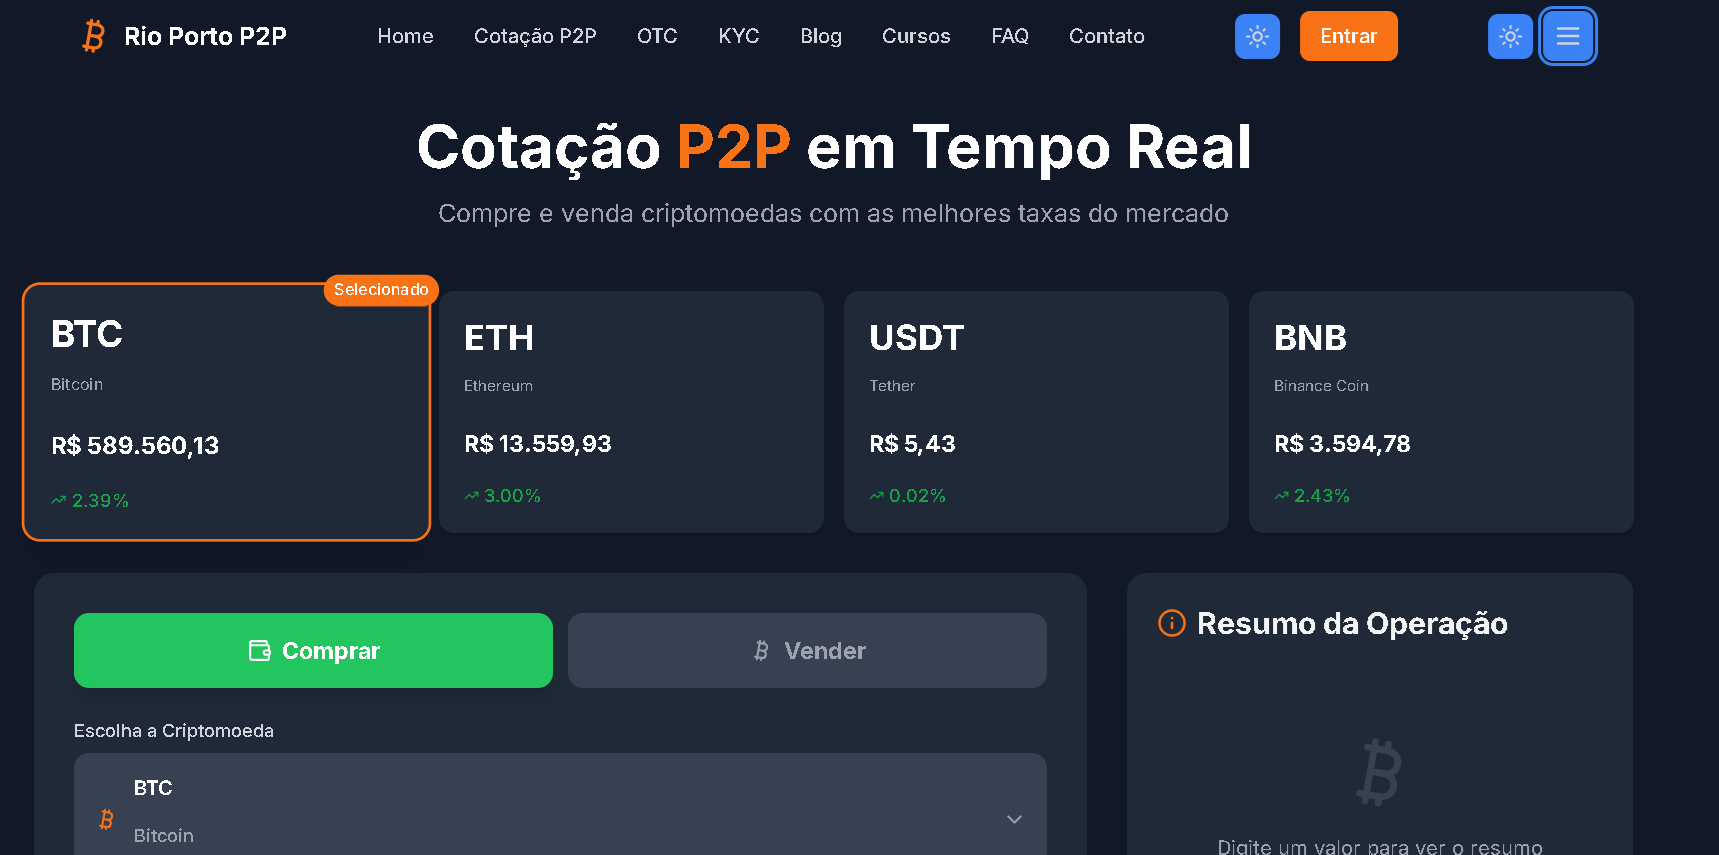 Rio Porto P2P Home Cotação P2P OTC KYC Blog Cursos FAQ Contato Entrar
Cotação P2P em Tempo Real
Compre e venda criptomoedas com as melhores taxas do mercado
Selecionado
BTC
Bitcoin
R$ 589.560,13
2.39%
ETH
Ethereum
R$ 13.559,93
3.00%
USDT
Tether
R$ 5,43
0.02%
BNB
Binance Coin
R$ 3.594,78
2.43%
Comprar
Vender
Escolha a Criptomoeda
BTC
Bitcoin
Resumo da Operação
Digite um valor para ver o resumo